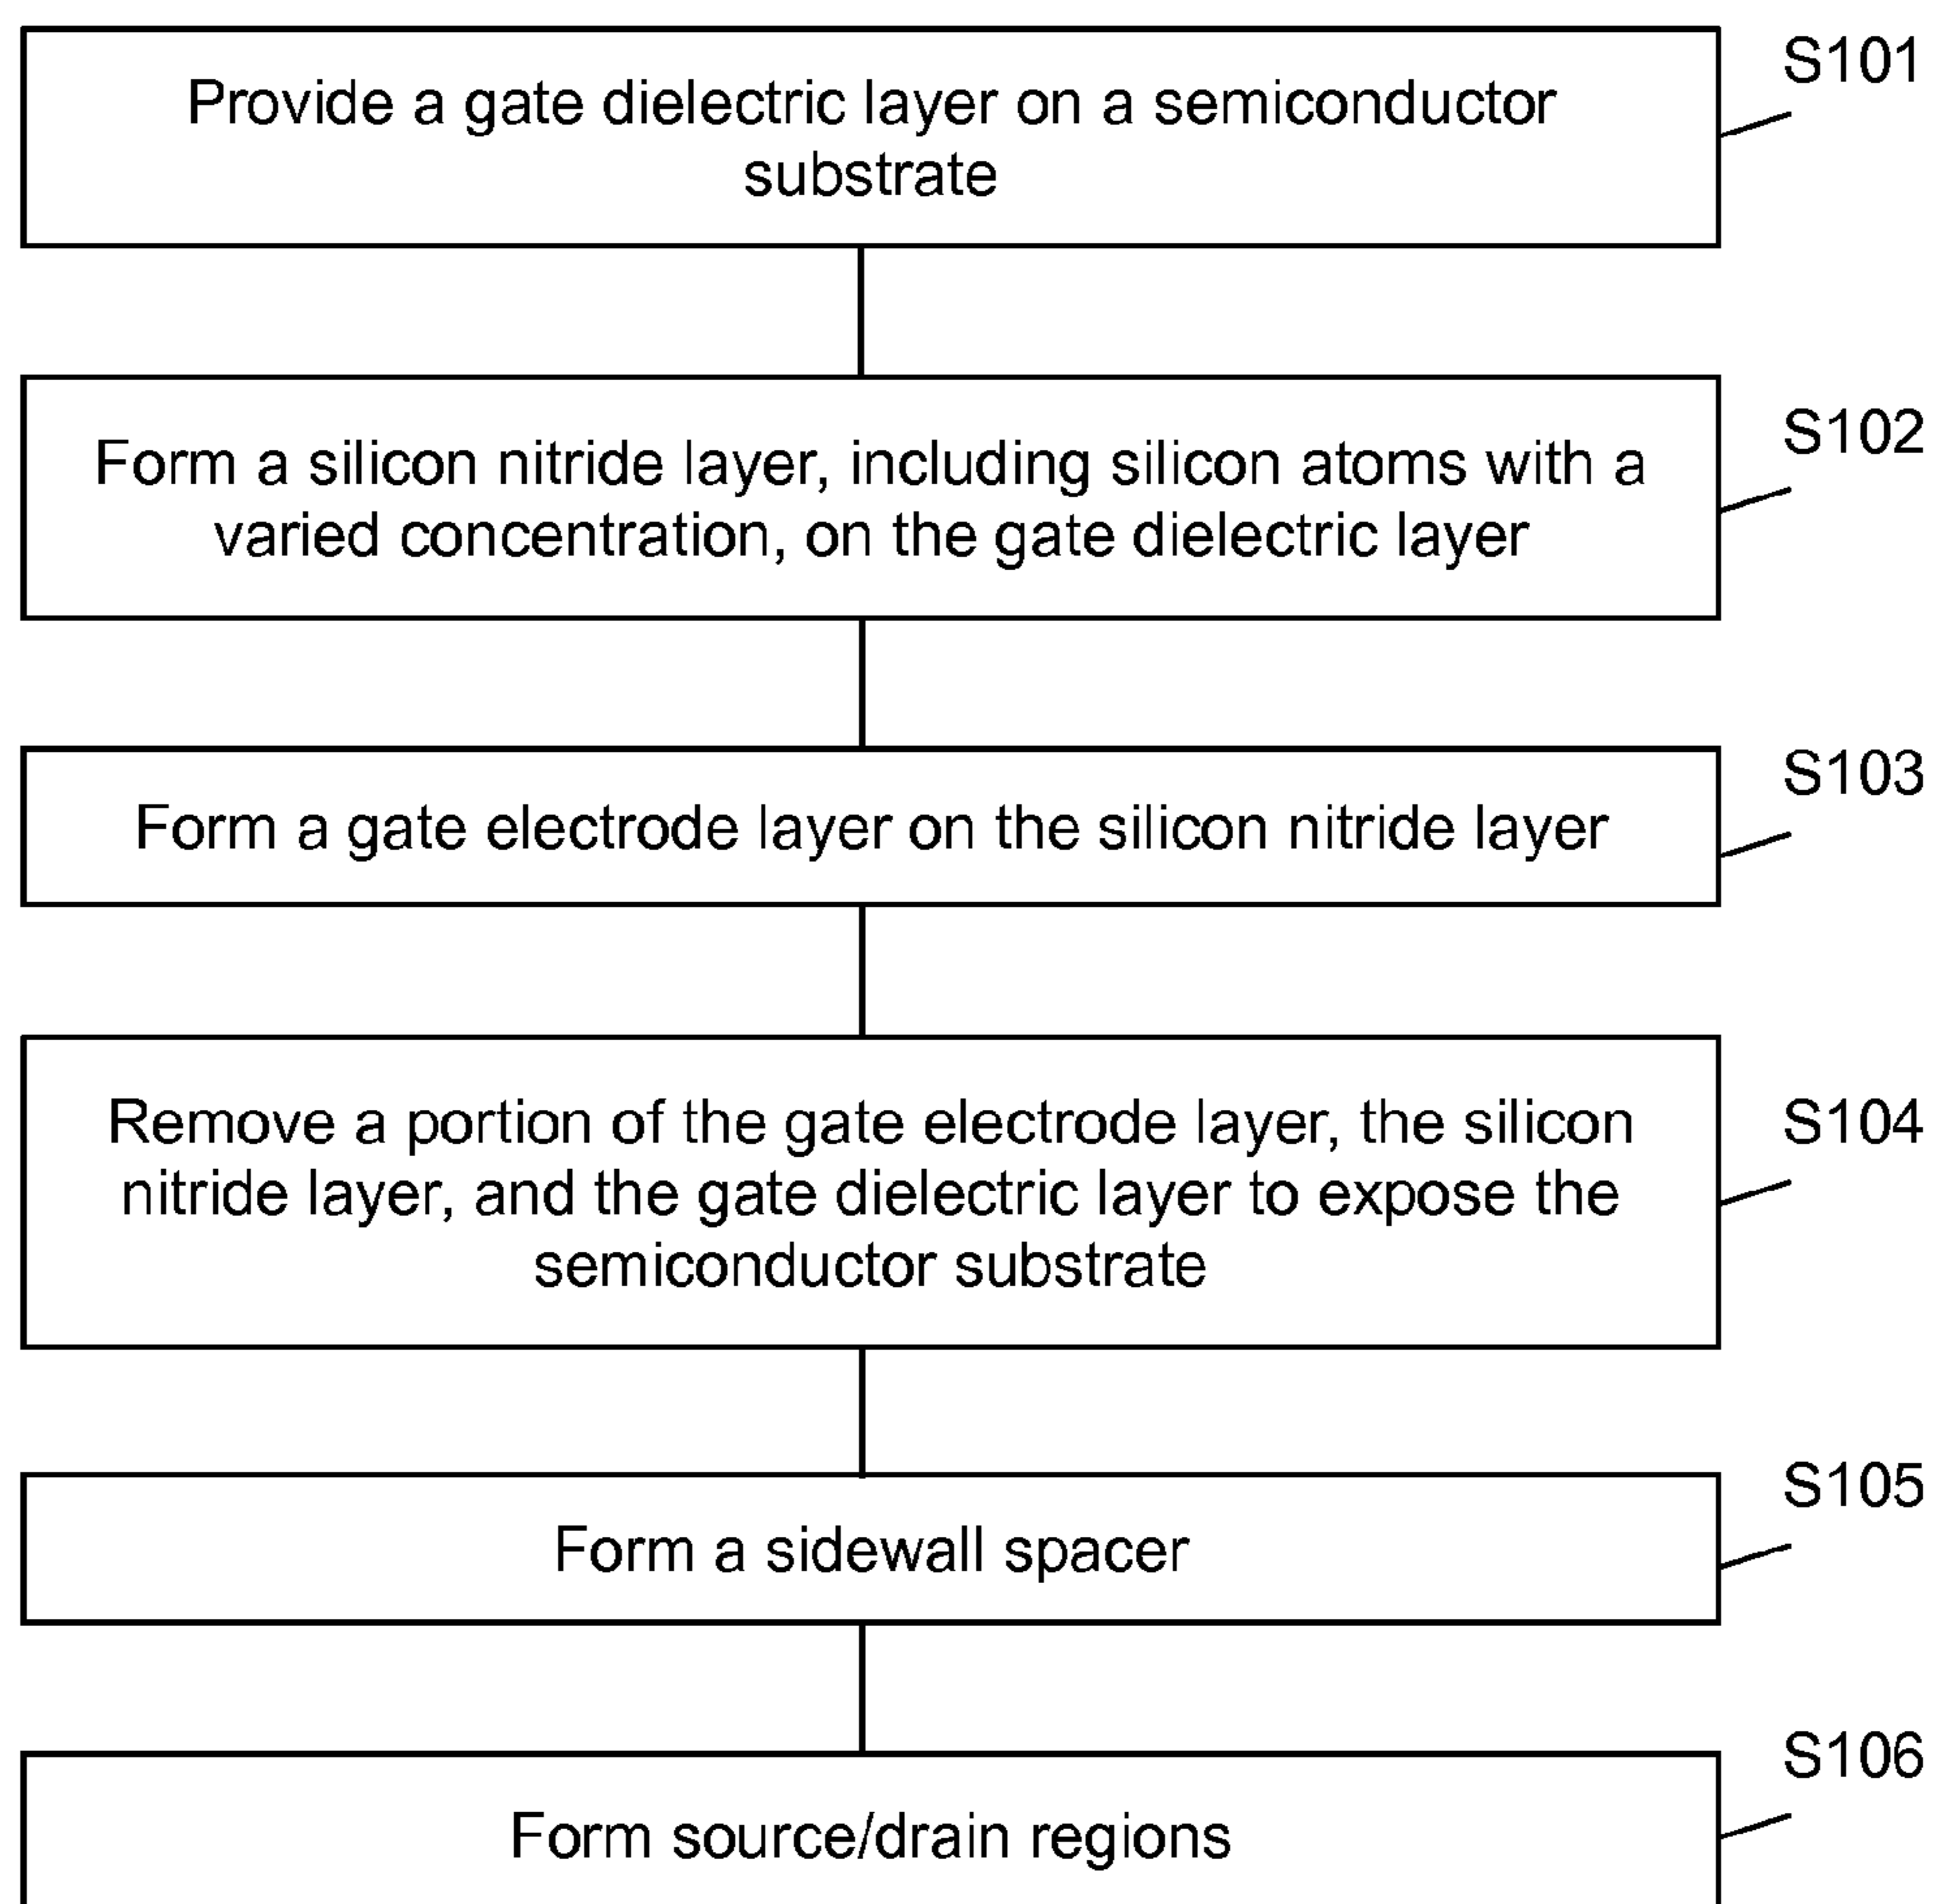 S101
Provide a gate dielectric layer on a semiconductor
substrate
S102
Form a silicon nitride layer, including silicon atoms with a
varied concentration, on the gate dielectric layer
S103
Form a gate electrode layer on the silicon nitride layer
S104
Remove a portion of the gate electrode layer, the silicon
nitride layer, and the gate dielectric layer to expose the
semiconductor substrate
S105
Form a sidewall spacer
S106
Form source/drain regions